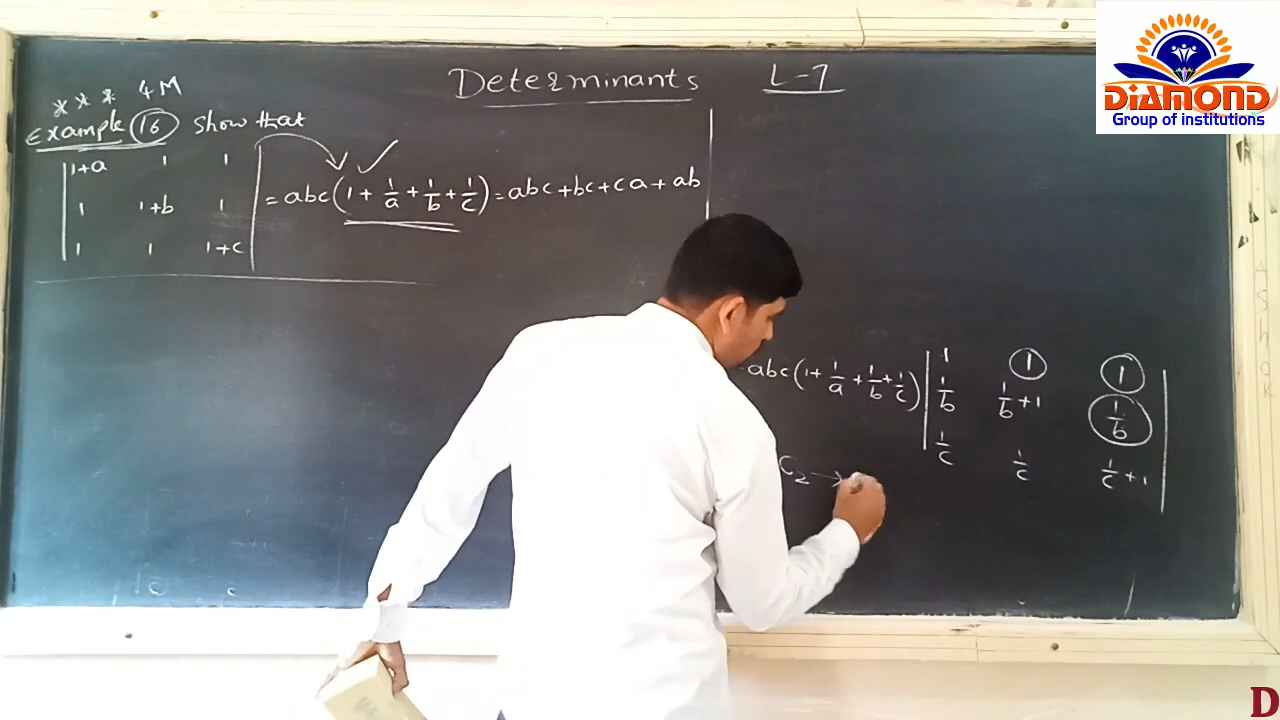 Determinants L-7
*** 4M
Example 16 show that
|1+a 1 1|
|1 1+b 1| = abc(1 + 1/a + 1/b + 1/c) = abc+bc+ca+ab
|1 1 1+c|
abc(1+ 1/a + 1/b + 1/c) |1 1 1|
|1/b 1/b+1 1/b|
|1/c 1/c 1/c+1|
C2 →
DiAMOND
Group of institutions
D